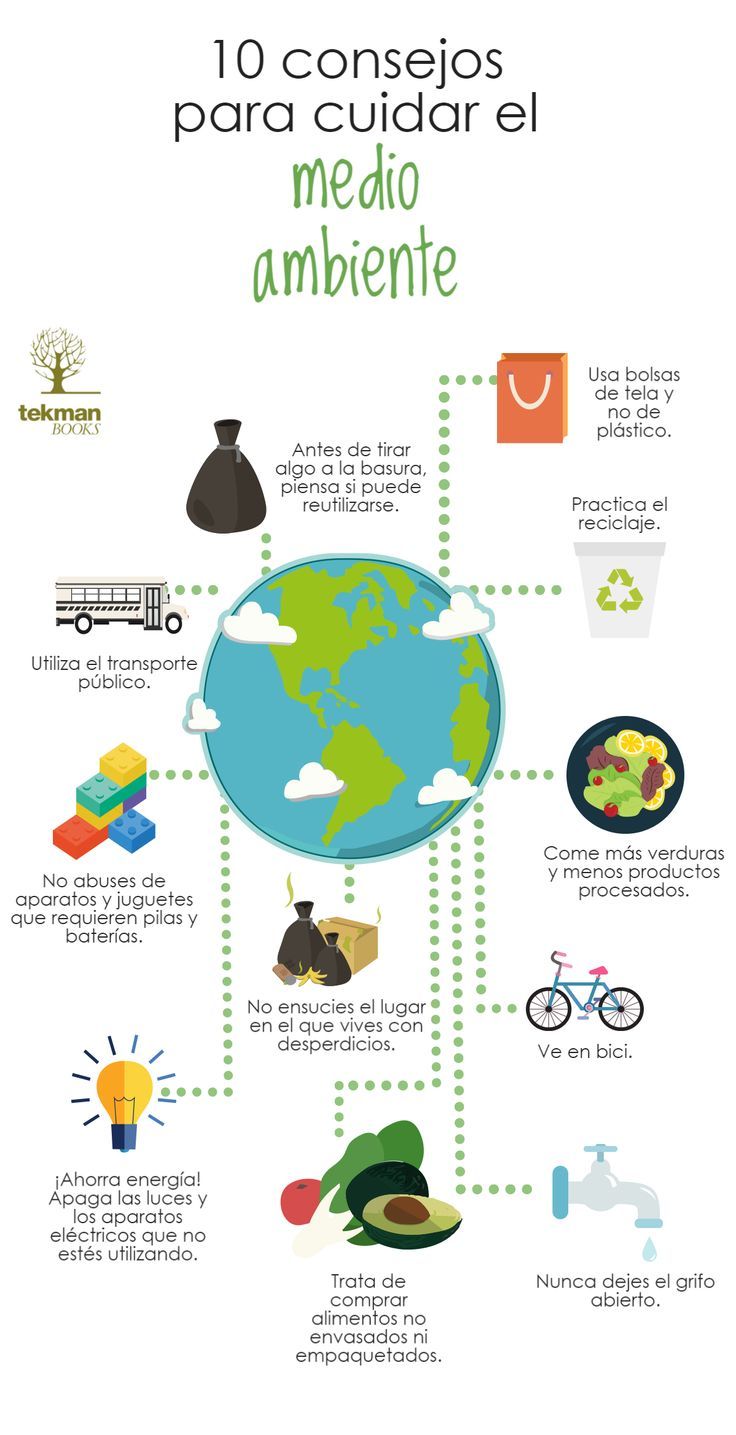 10 consejos
para cuidar el
medio
ambiente
tekman
BOOKS
Usa bolsas
de tela y
no de
plástico.
Antes de tirar
algo a la basura,
piensa si puede
reutilizarse.
Practica el
reciclaje.
Utiliza el transporte
público.
Come más verduras
y menos productos
procesados.
No abuses de
aparatos y juguetes
que requieren pilas y
baterías.
No ensucies el lugar
en el que vives con
desperdicios.
Ve en bici.
¡Ahorra energía!
Apaga las luces y
los aparatos
eléctricos que no
estés utilizando.
Trata de
comprar
alimentos no
envasados ni
empaquetados.
Nunca dejes el grifo
abierto.